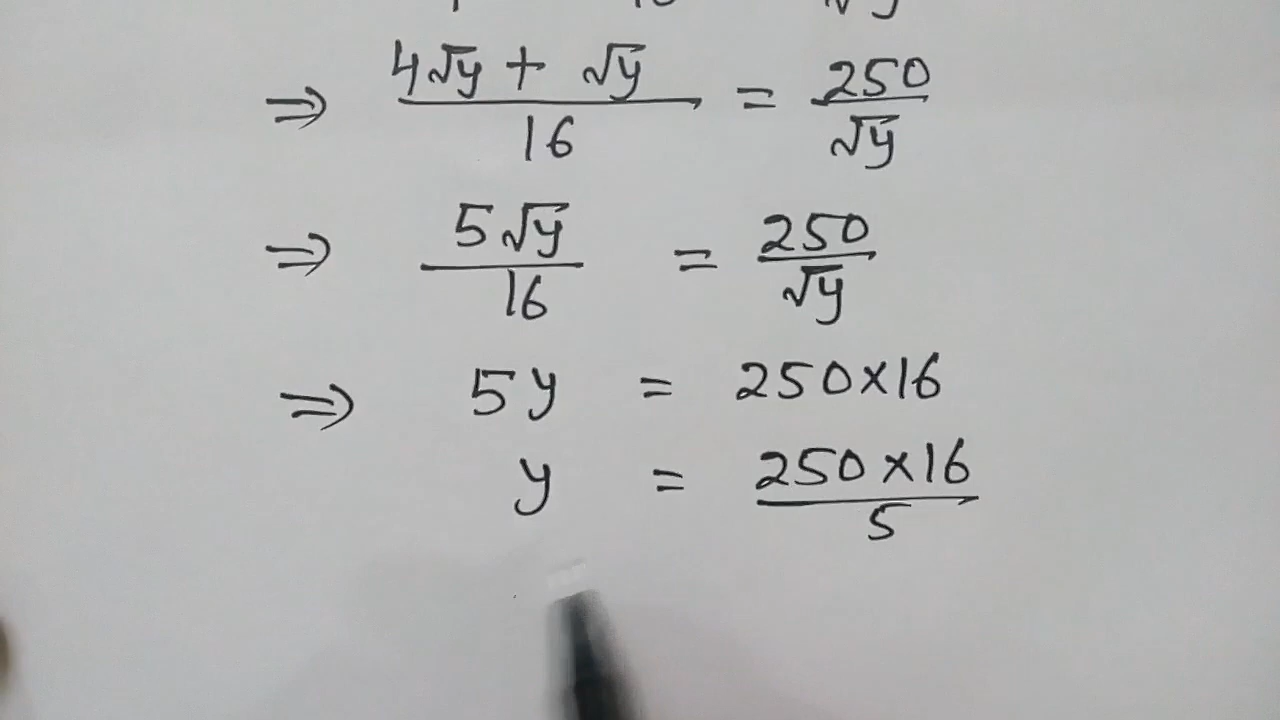 ⇒ (4√y + √y)/16 = 250/√y
⇒ 5√y/16 = 250/√y
⇒ 5y = 250×16
y = (250×16)/5